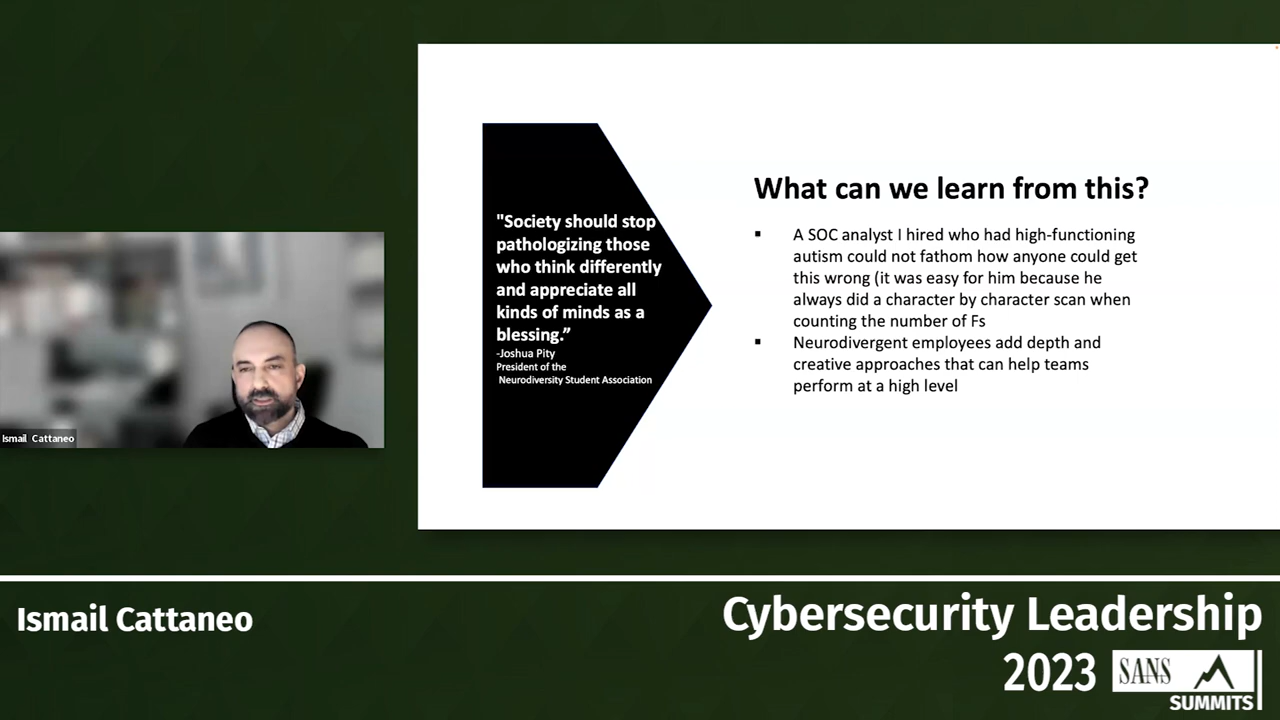 "Society should stop
pathologizing those
who think differently
and appreciate all
kinds of minds as a
blessing.”
-Joshua Pity
President of the
Neurodiversity Student Association
What can we learn from this?
▪ A SOC analyst I hired who had high-functioning
autism could not fathom how anyone could get
this wrong (it was easy for him because he
always did a character by character scan when
counting the number of Fs
▪ Neurodivergent employees add depth and
creative approaches that can help teams
perform at a high level
Ismail Cattaneo
Ismail Cattaneo
Cybersecurity Leadership
2023
SANS
SUMMITS